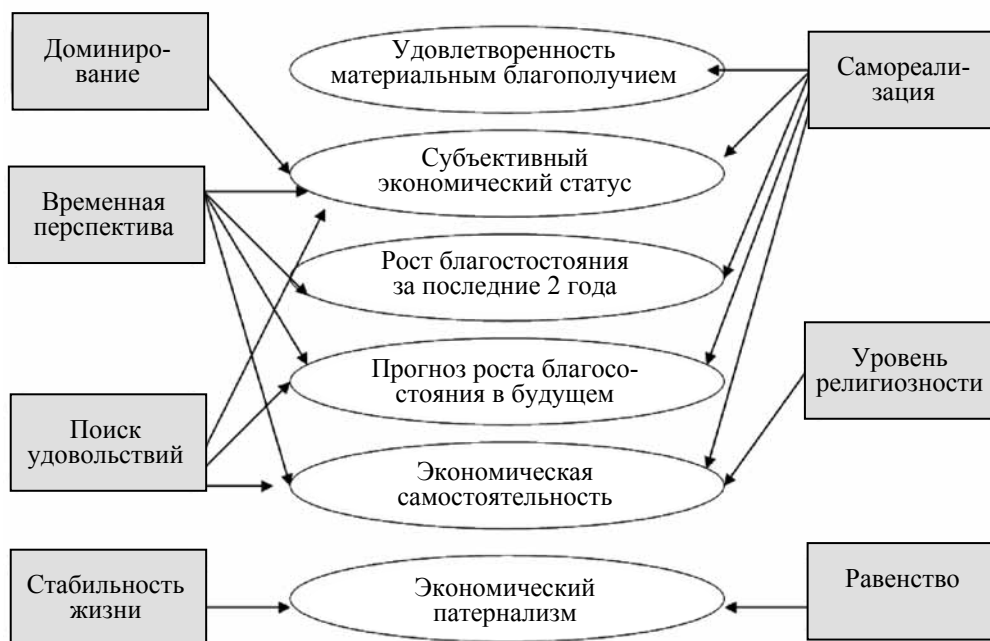 Доминиро-
вание
Удовлетворенность
материальным благополучием
Самореали-
зация
Субъективный
экономический статус
Временная
перспектива
Рост благостостояния
за последние 2 года
Прогноз роста благосо-
стояния в будущем
Уровень
религиозности
Поиск
удовольствий
Экономическая
самостоятельность
Стабильность
жизни
Экономический
патернализм
Равенство